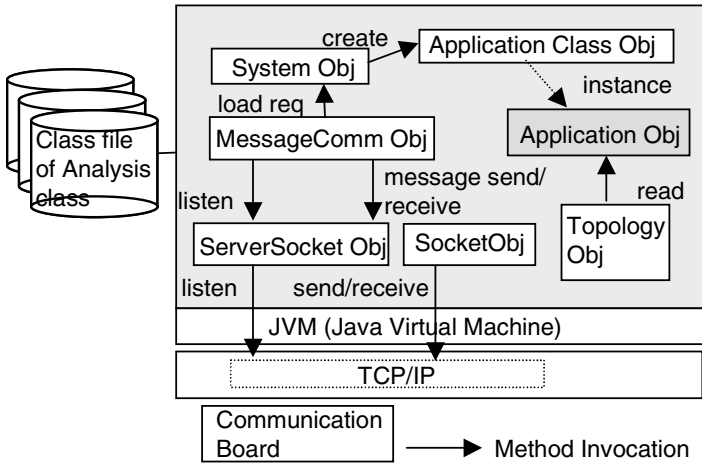 create
Application Class Obj
System Obj
instance
load req
Class file
of Analysis
class
MessageComm Obj
Application Obj
listen
message send/
receive
read
ServerSocket Obj
SocketObj
Topology
Obj
listen
send/receive
JVM (Java Virtual Machine)
TCP/IP
Communication
Board
Method Invocation